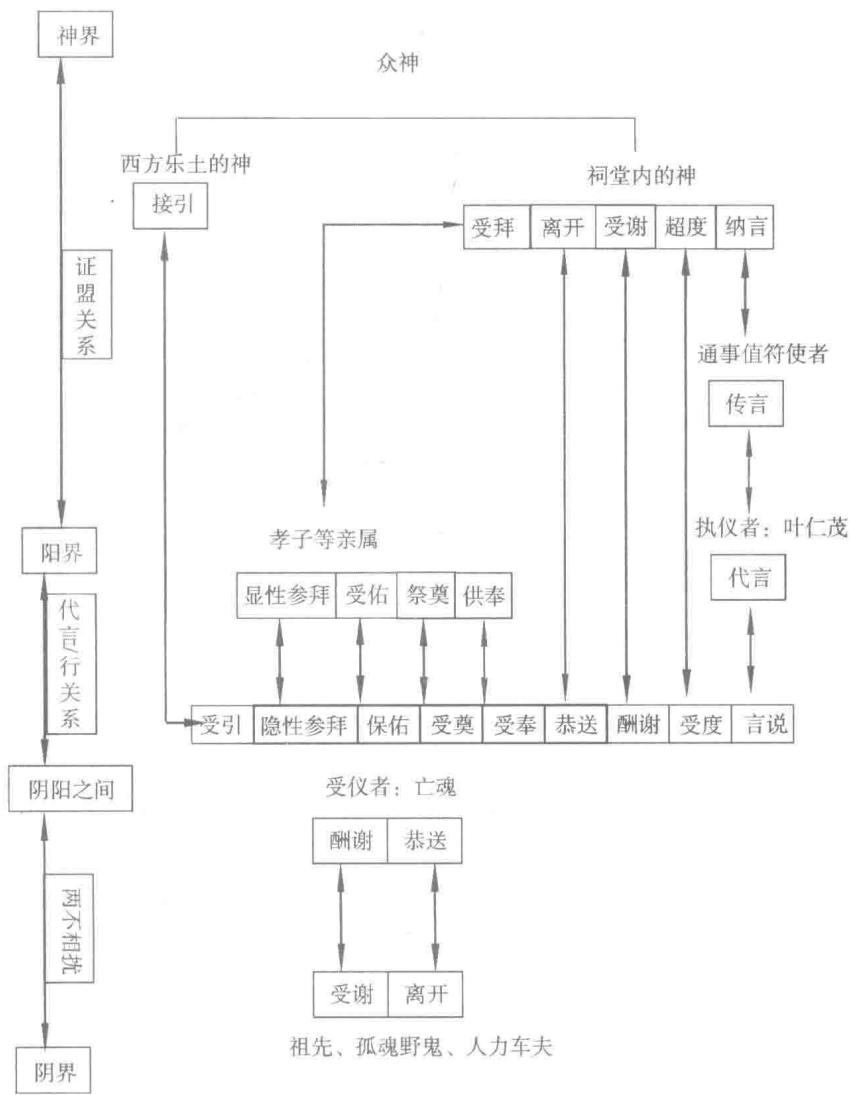 神界
众神
西方乐土的神
祠堂内的神
接引
受拜 离开 受谢 超度 纳言
证盟关系
通事值符使者
传言
执仪者：叶仁茂
孝子等亲属
阳界
代言
显性参拜 受佑 祭奠 供奉
代言/行关系
受引 隐性参拜 保佑 受奠 受奉 恭送 酬谢 受度 言说
阴阳之间
受仪者：亡魂
酬谢 恭送
两不相扰
受谢 离开
祖先、孤魂野鬼、人力车夫
阴界